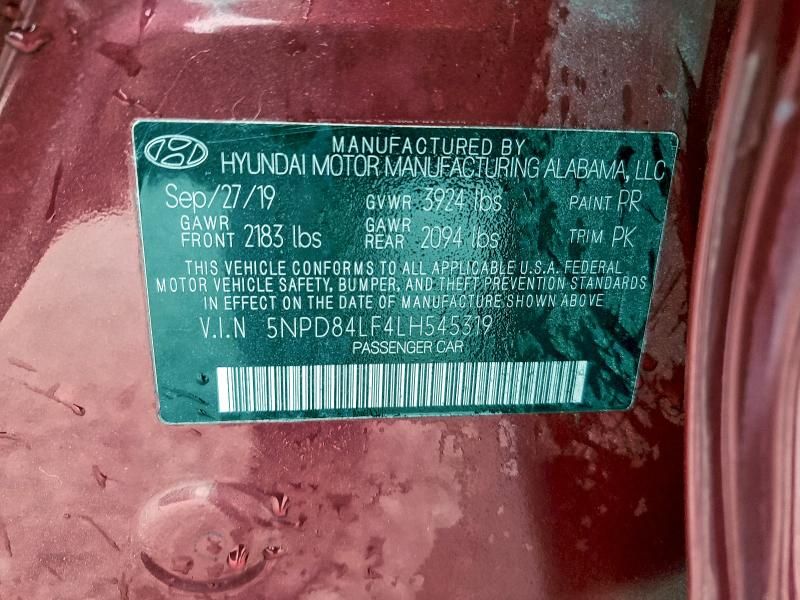 MANUFACTURED BY
HYUNDAI MOTOR MANUFACTURING ALABAMA, LLC
Sep/27/19 GVWR 3924 lbs PAINT PR
GAWR FRONT 2183 lbs GAWR REAR 2094 lbs TRIM PK
THIS VEHICLE CONFORMS TO ALL APPLICABLE U.S.A. FEDERAL
MOTOR VEHICLE SAFETY, BUMPER, AND THEFT PREVENTION STANDARDS
IN EFFECT ON THE DATE OF MANUFACTURE SHOWN ABOVE
V.I.N 5NPD84LF4LH545319
PASSENGER CAR